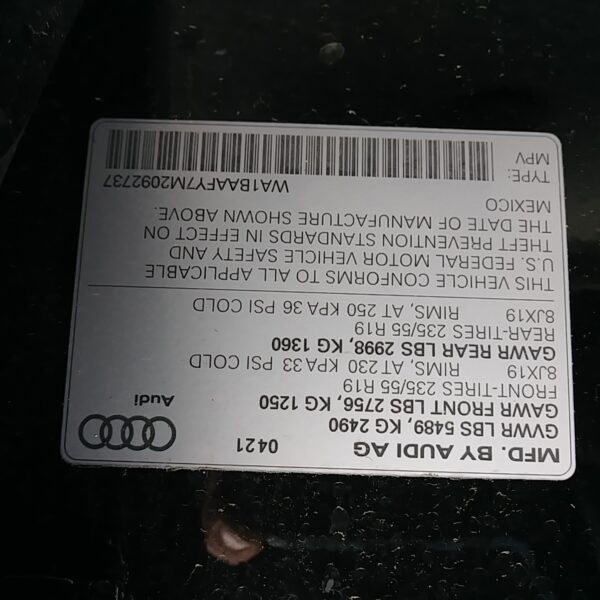 MFD. BY AUDI AG 0421
GVWR LBS 5489, KG 2490
GAWR FRONT LBS 2756, KG 1250
FRONT-TIRES 235/55 R19
8JX19 RIMS, AT 230 KPA 33 PSI COLD
GAWR REAR LBS 2998, KG 1360
REAR-TIRES 235/55 R19
8JX19 RIMS, AT 250 KPA 36 PSI COLD
Audi
THIS VEHICLE CONFORMS TO ALL APPLICABLE
U.S. FEDERAL MOTOR VEHICLE SAFETY AND
THEFT PREVENTION STANDARDS IN EFFECT ON
THE DATE OF MANUFACTURE SHOWN ABOVE.
MEXICO
WA1BAAFY7M2092737
TYPE:
MPV